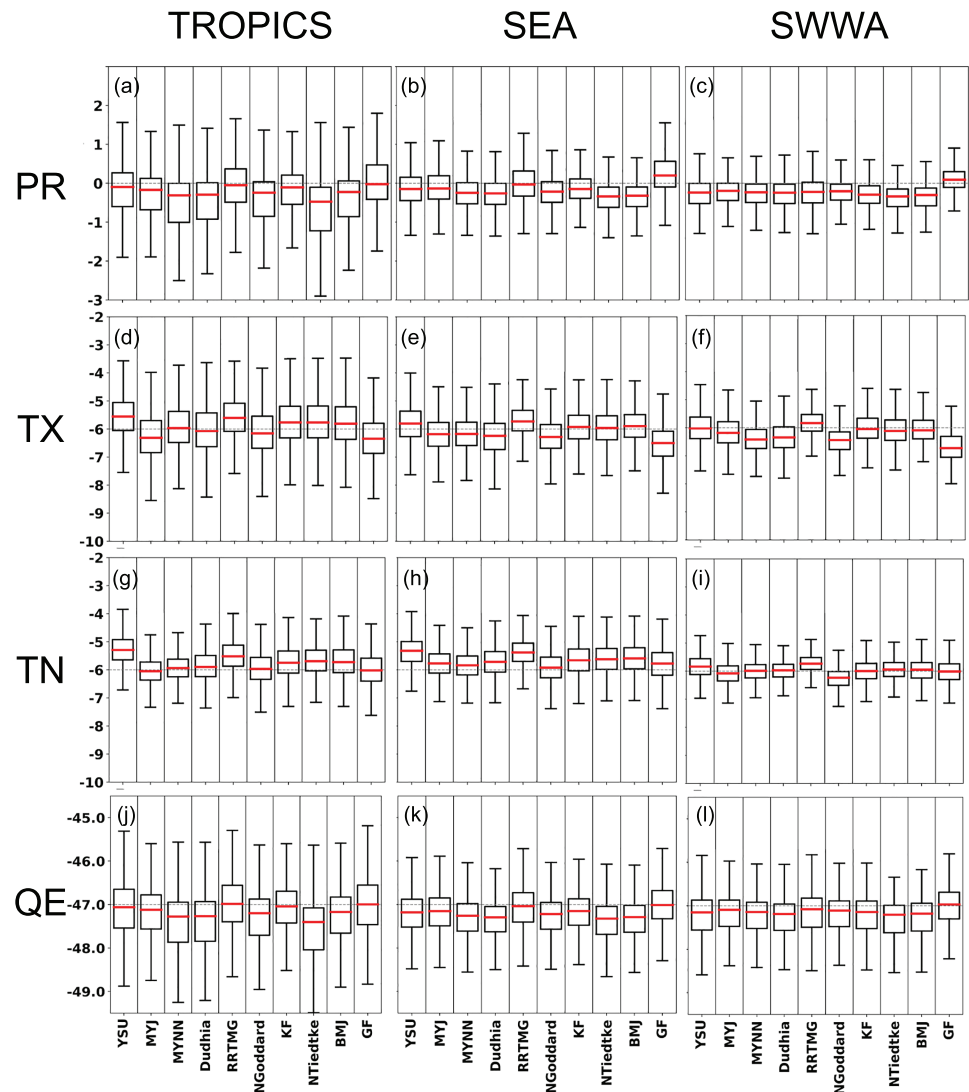 TROPICS SEA SWWA
PR
(a) (b) (c)
2
1
0
-1
-2
-3
TX
(d) (e) (f)
-2
-3
-4
-5
-6
-7
-8
-9
-10
TN
(g) (h) (i)
-2
-3
-4
-5
-6
-7
-8
-9
-10
QE
(j) (k) (l)
-45.0
-46.0
-47.0
-48.0
-49.0
YSU MYJ MYNN Dudhia RRTMG NGoddard KF NTiedtke BMJ GF
YSU MYJ MYNN Dudhia RRTMG NGoddard KF NTiedtke BMJ GF
YSU MYJ MYNN Dudhia RRTMG NGoddard KF NTiedtke BMJ GF